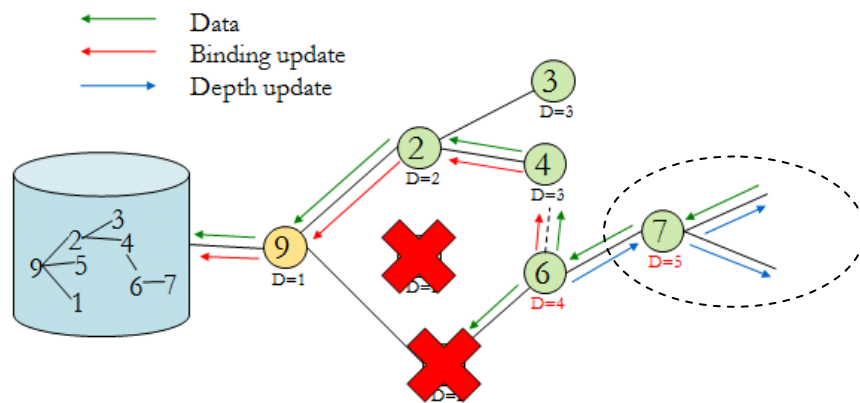 Data
Binding update
Depth update
3
D=3
2
D=2
4
D=3
7
D=5
9
D=1
6
D=4
3
2
4
9
5
6
7
1